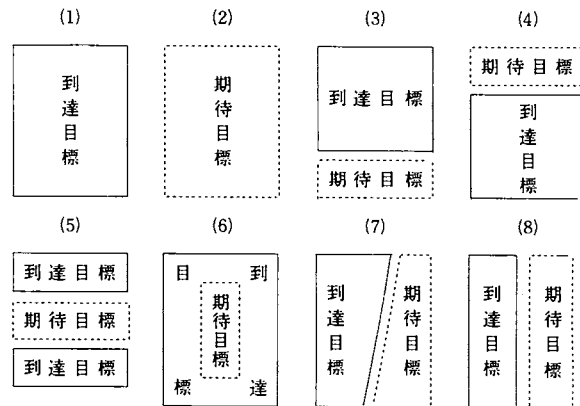 (1)
到達目標
(2)
期待目標
(3)
到達目標
期待目標
(4)
期待目標
到達目標
(5)
到達目標
期待目標
到達目標
(6)
到達目標
期待目標
(7)
到達目標
期待目標
(8)
到達目標
期待目標